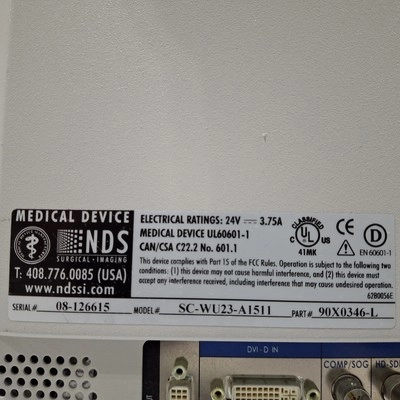 MEDICAL DEVICE
NDS
SURGICAL · IMAGING
T: 408.776.0085 (USA)
www.ndssi.com
ELECTRICAL RATINGS: 24V 3.75A
MEDICAL DEVICE UL60601-1
CAN/CSA C22.2 No. 601.1
CLASSIFIED
C UL US
41MK
CE
D
EN 60601-1
This device complies with Part 15 of the FCC Rules. Operation is subject to the following two
conditions: (1) this device may not cause harmful interference, and (2) this device must
accept any interference received, including interference that may cause undesired operation.
62B0056E
SERIAL# 08-126615 MODEL# SC-WU23-A1511 PART# 90X0346-L
DVI - D IN
COMP/SOG
HD-SDI